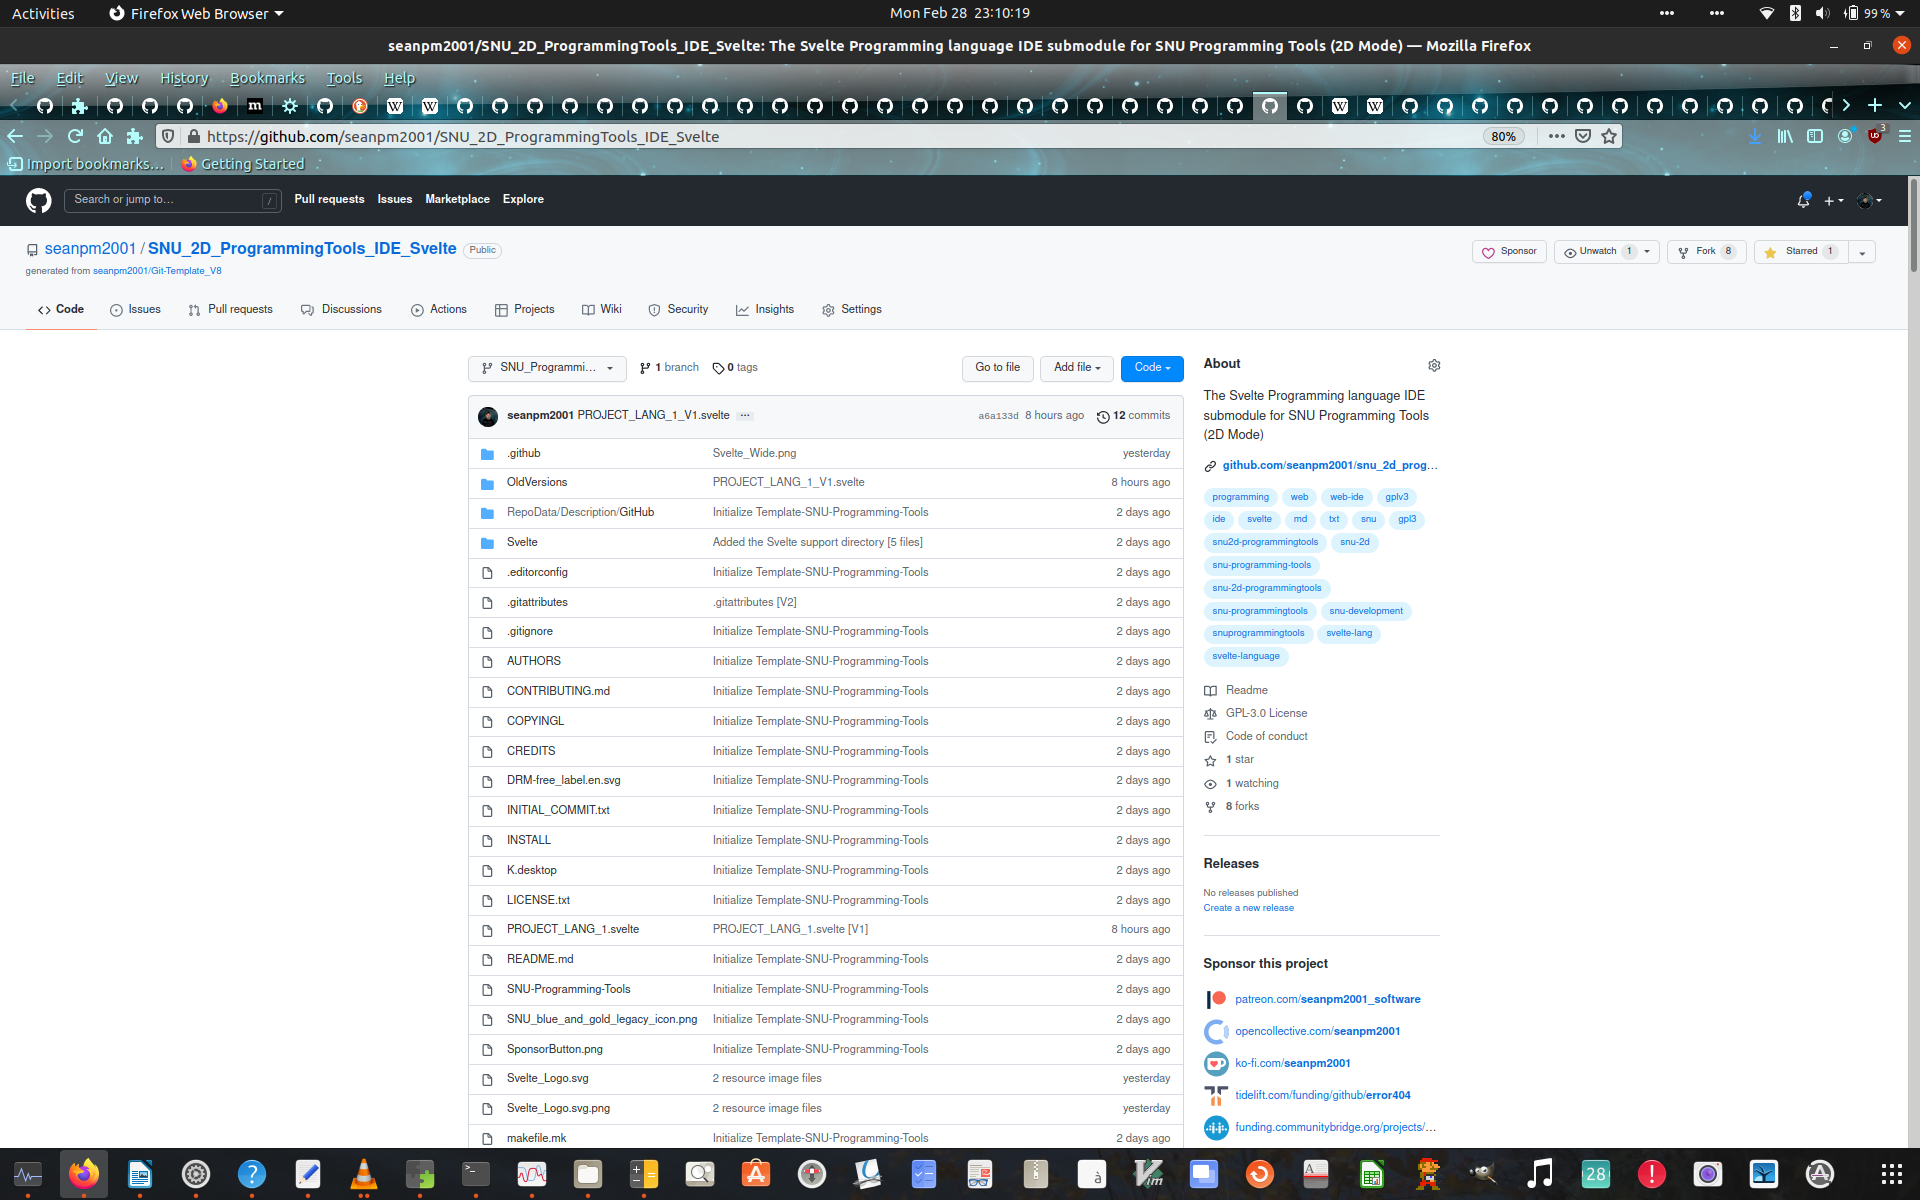 Activities
Firefox Web Browser
Mon Feb 28 23:10:19
99 %
seanpm2001/SNU_2D_ProgrammingTools_IDE_Svelte: The Svelte Programming language IDE submodule for SNU Programming Tools (2D Mode) — Mozilla Firefox
File Edit View History Bookmarks Tools Help
https://github.com/seanpm2001/SNU_2D_ProgrammingTools_IDE_Svelte
80%
3
Import bookmarks... Getting Started
Search or jump to... /
Pull requests Issues Marketplace Explore
seanpm2001 / SNU_2D_ProgrammingTools_IDE_Svelte Public
generated from seanpm2001/Git-Template_V8
Sponsor Unwatch 1 Fork 8 Starred 1
Code Issues Pull requests Discussions Actions Projects Wiki Security Insights Settings
SNU_Programmi... 1 branch 0 tags Go to file Add file Code
seanpm2001 PROJECT_LANG_1_V1.svelte ... a6a133d 8 hours ago 12 commits
.github Svelte_Wide.png yesterday
OldVersions PROJECT_LANG_1_V1.svelte 8 hours ago
RepoData/Description/GitHub Initialize Template-SNU-Programming-Tools 2 days ago
Svelte Added the Svelte support directory [5 files] 2 days ago
.editorconfig Initialize Template-SNU-Programming-Tools 2 days ago
.gitattributes .gitattributes [V2] 2 days ago
.gitignore Initialize Template-SNU-Programming-Tools 2 days ago
AUTHORS Initialize Template-SNU-Programming-Tools 2 days ago
CONTRIBUTING.md Initialize Template-SNU-Programming-Tools 2 days ago
COPYINGL Initialize Template-SNU-Programming-Tools 2 days ago
CREDITS Initialize Template-SNU-Programming-Tools 2 days ago
DRM-free_label.en.svg Initialize Template-SNU-Programming-Tools 2 days ago
INITIAL_COMMIT.txt Initialize Template-SNU-Programming-Tools 2 days ago
INSTALL Initialize Template-SNU-Programming-Tools 2 days ago
K.desktop Initialize Template-SNU-Programming-Tools 2 days ago
LICENSE.txt Initialize Template-SNU-Programming-Tools 2 days ago
PROJECT_LANG_1.svelte PROJECT_LANG_1.svelte [V1] 8 hours ago
README.md Initialize Template-SNU-Programming-Tools 2 days ago
SNU-Programming-Tools Initialize Template-SNU-Programming-Tools 2 days ago
SNU_blue_and_gold_legacy_icon.png Initialize Template-SNU-Programming-Tools 2 days ago
SponsorButton.png Initialize Template-SNU-Programming-Tools 2 days ago
Svelte_Logo.svg 2 resource image files yesterday
Svelte_Logo.svg.png 2 resource image files yesterday
makefile.mk Initialize Template-SNU-Programming-Tools 2 days ago
About
The Svelte Programming language IDE
submodule for SNU Programming Tools
(2D Mode)
github.com/seanpm2001/snu_2d_prog...
programming web web-ide gplv3
ide svelte md txt snu gpl3
snu2d-programmingtools snu-2d
snu-programming-tools
snu-2d-programmingtools
snu-programmingtools snu-development
snuprogrammingtools svelte-lang
svelte-language
Readme
GPL-3.0 License
Code of conduct
1 star
1 watching
8 forks
Releases
No releases published
Create a new release
Sponsor this project
patreon.com/seanpm2001_software
opencollective.com/seanpm2001
ko-fi.com/seanpm2001
tidelift.com/funding/github/error404
funding.communitybridge.org/projects/...
28